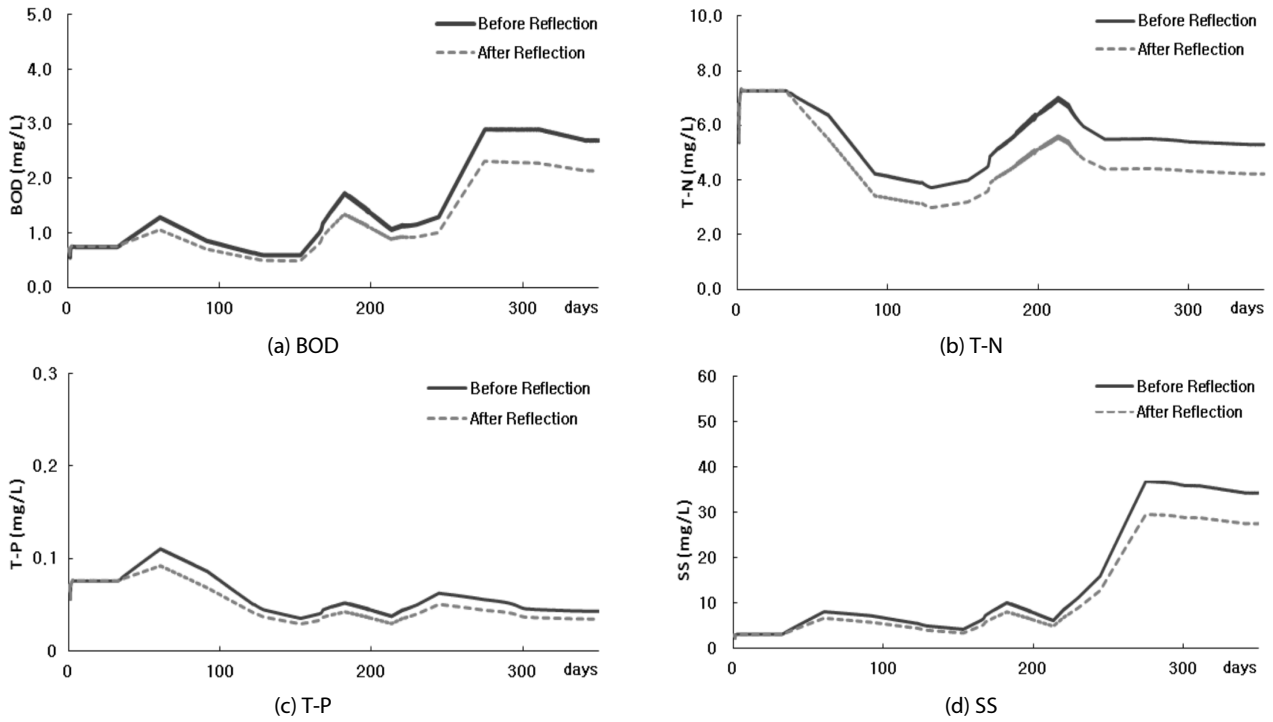 5.0
4.0
3.0
2.0
1.0
0.0
BOD (mg/L)
0 100 200 300 days
Before Reflection
After Reflection
(a) BOD
10.0
8.0
6.0
4.0
2.0
0.0
T-N (mg/L)
0 100 200 300 days
Before Reflection
After Reflection
(b) T-N
0.3
0.2
0.1
0
T-P (mg/L)
0 100 200 300 days
Before Reflection
After Reflection
(c) T-P
60
50
40
30
20
10
0
SS (mg/L)
0 100 200 300 days
Before Reflection
After Reflection
(d) SS